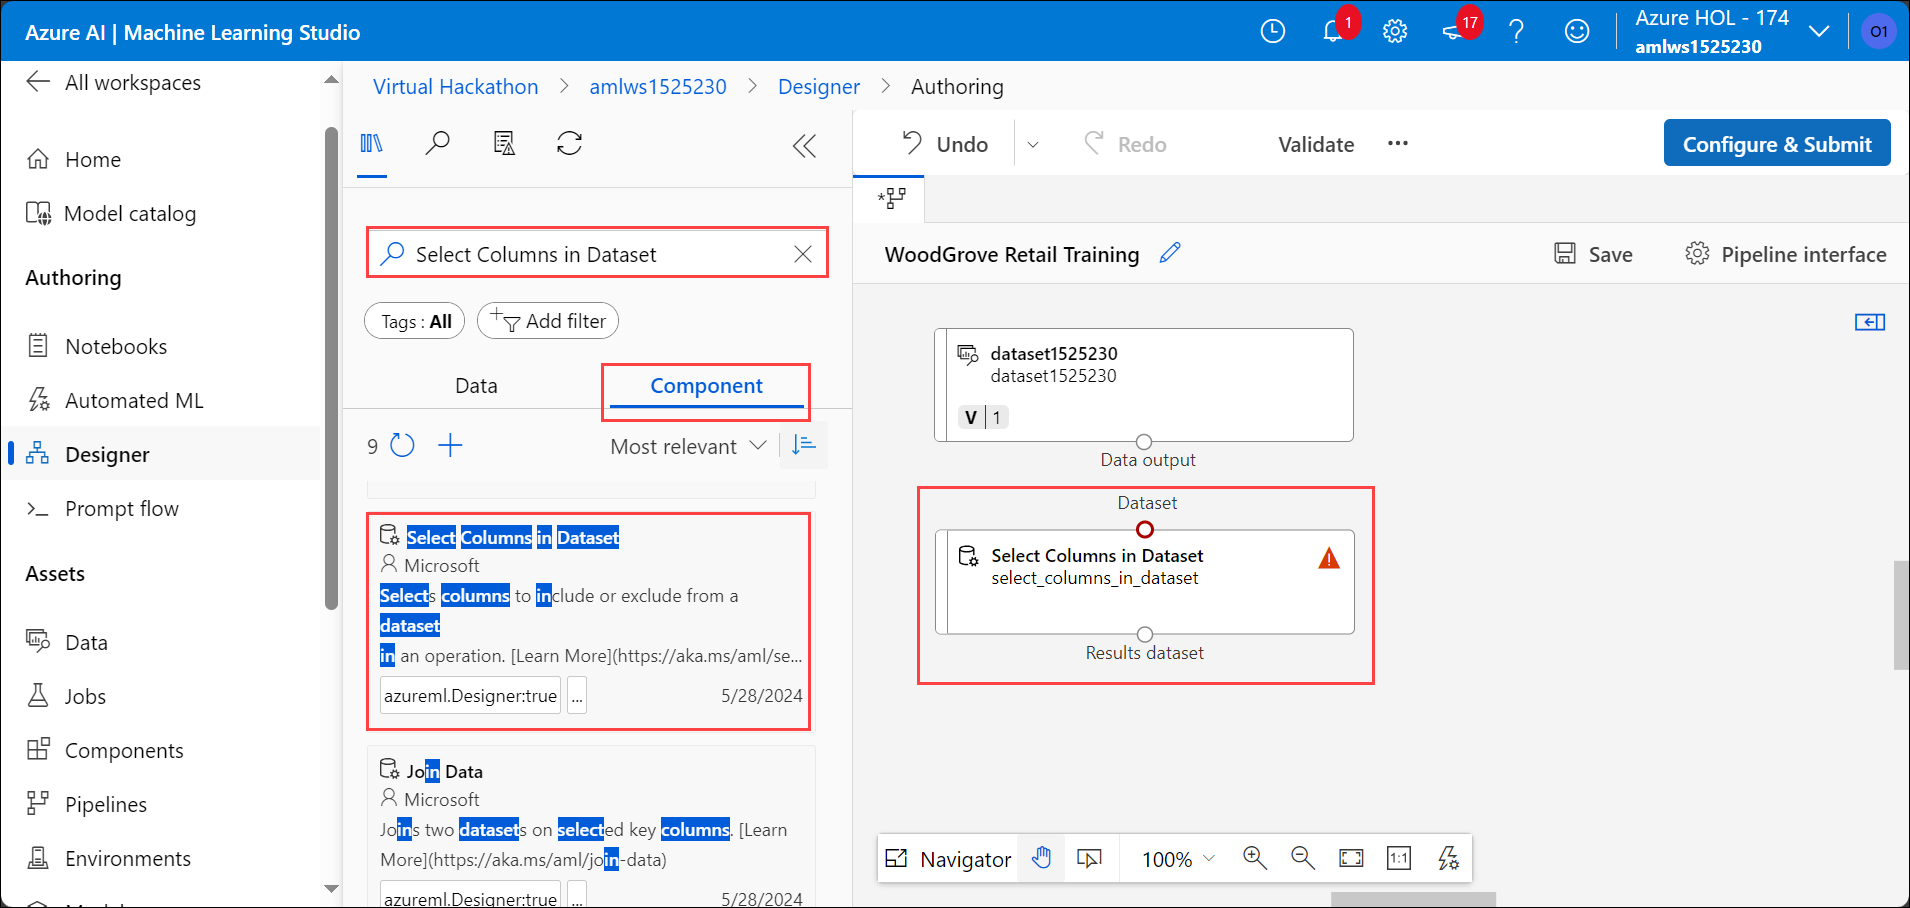 Azure AI | Machine Learning Studio
1
17
Azure HOL - 174
amlws1525230
O1
All workspaces
Home
Model catalog
Authoring
Notebooks
Automated ML
Designer
Prompt flow
Assets
Data
Jobs
Components
Pipelines
Environments
Virtual Hackathon > amlws1525230 > Designer > Authoring
Select Columns in Dataset
Tags : All
Add filter
Data
Component
9
Most relevant
Select Columns in Dataset
Microsoft
Selects columns to include or exclude from a
dataset
in an operation. [Learn More](https://aka.ms/aml/se...
azureml.Designer:true
...
5/28/2024
Join Data
Microsoft
Joins two datasets on selected key columns. [Learn
More](https://aka.ms/aml/join-data)
azureml.Designer:true
...
5/28/2024
Undo
Redo
Validate
...
Configure & Submit
WoodGrove Retail Training
Save
Pipeline interface
dataset1525230
dataset1525230
V 1
Data output
Dataset
Select Columns in Dataset
select_columns_in_dataset
Results dataset
Navigator
100%
1:1